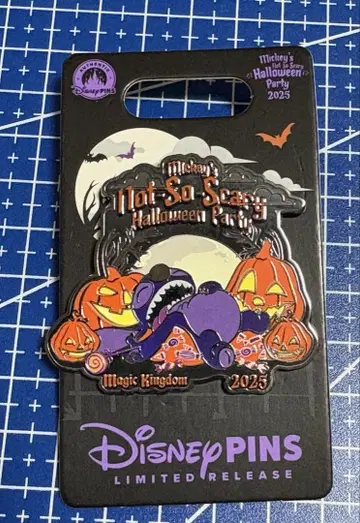 AUTHENTIC
Disney PINS
Mickey's
Not So Scary
Halloween
Party
2025
Mickey's
Not-So-Scary
Halloween Party
Magic Kingdom 2025
Disney PINS
LIMITED RELEASE